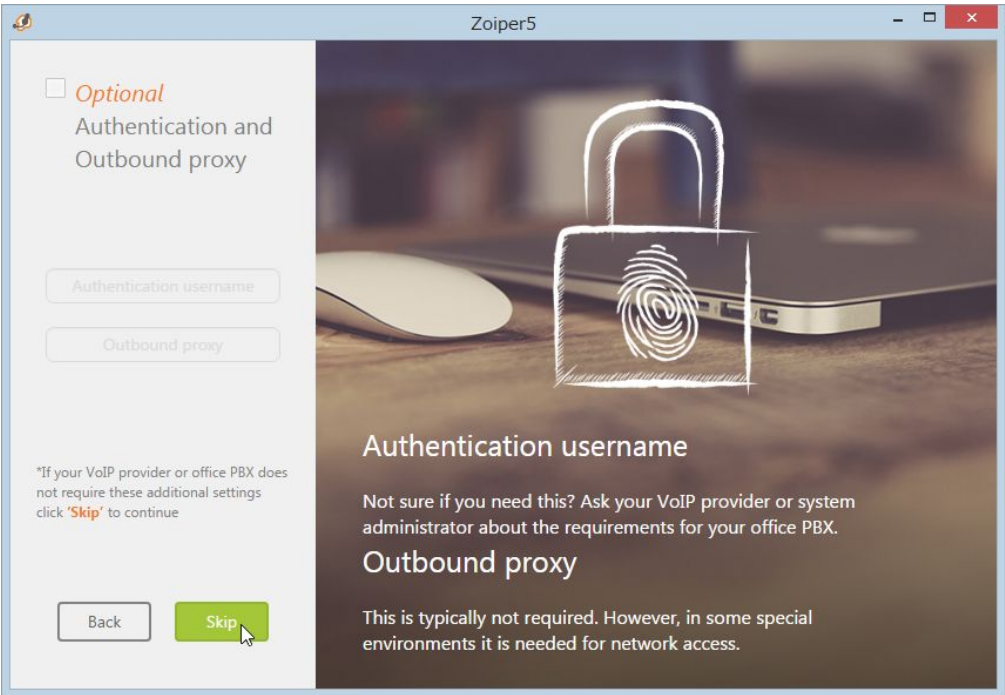 Zoiper5
Optional
Authentication and
Outbound proxy
Authentication username
Outbound proxy
*If your VoIP provider or office PBX does
not require these additional settings
click 'Skip' to continue
Back
Skip
Authentication username
Not sure if you need this? Ask your VoIP provider or system
administrator about the requirements for your office PBX.
Outbound proxy
This is typically not required. However, in some special
environments it is needed for network access.